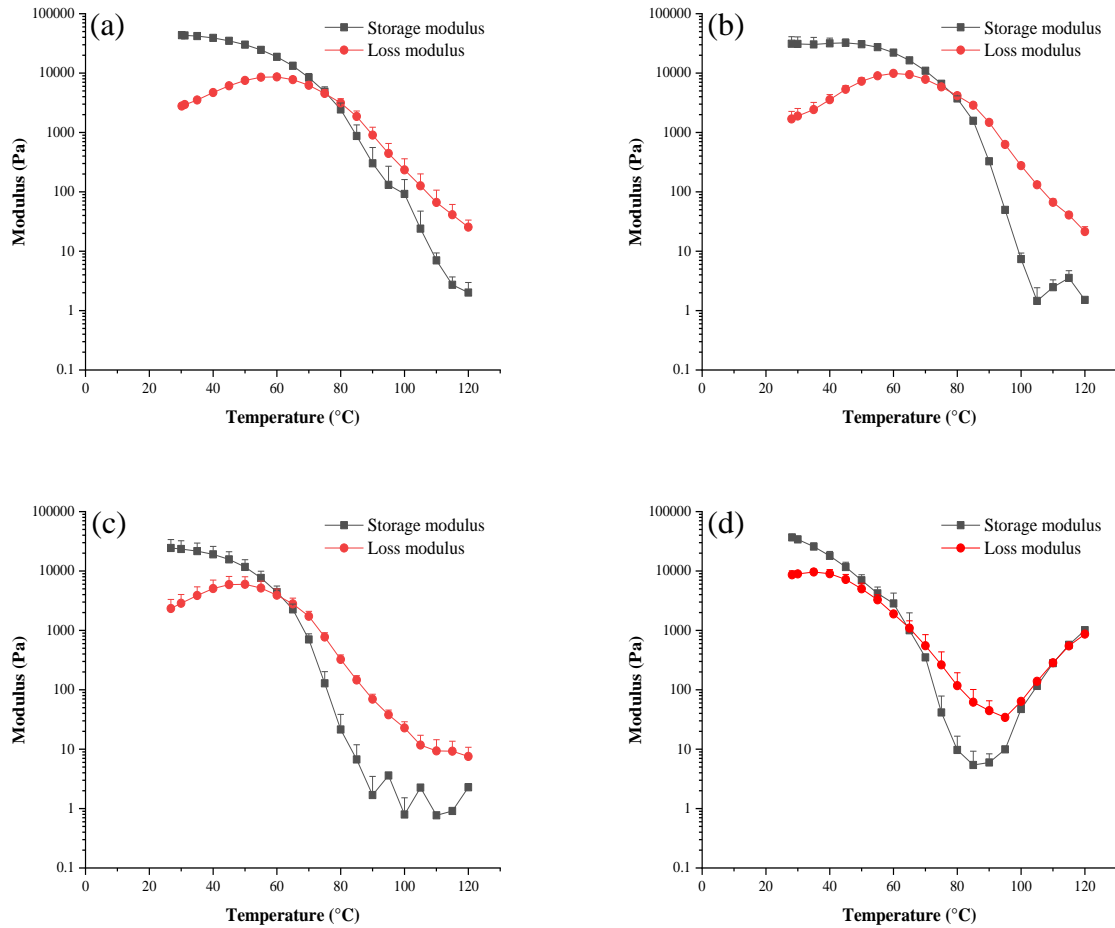 (a)
Storage modulus
Loss modulus
100000
10000
1000
100
10
1
0.1
Modulus (Pa)
0 20 40 60 80 100 120
Temperature (°C)
(b)
Storage modulus
Loss modulus
100000
10000
1000
100
10
1
0.1
Modulus (Pa)
0 20 40 60 80 100 120
Temperature (°C)
(c)
Storage modulus
Loss modulus
100000
10000
1000
100
10
1
0.1
Modulus (Pa)
0 20 40 60 80 100 120
Temperature (°C)
(d)
Storage modulus
Loss modulus
100000
10000
1000
100
10
1
0.1
Modulus (Pa)
0 20 40 60 80 100 120
Temperature (°C)